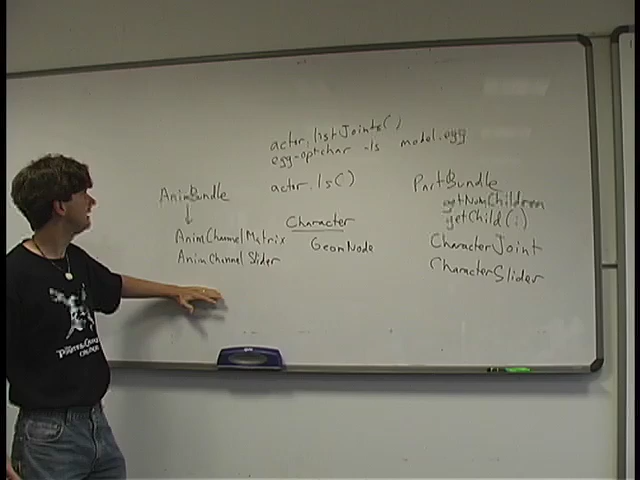 actor.listJoints()
egg-optchar -ls model.egg
actor.ls()
AnimBundle
AnimChannelMatrix
AnimChannelSlider
Character
GeomNode
PartBundle
getNumChildren
getChild(i)
CharacterJoint
CharacterSlider